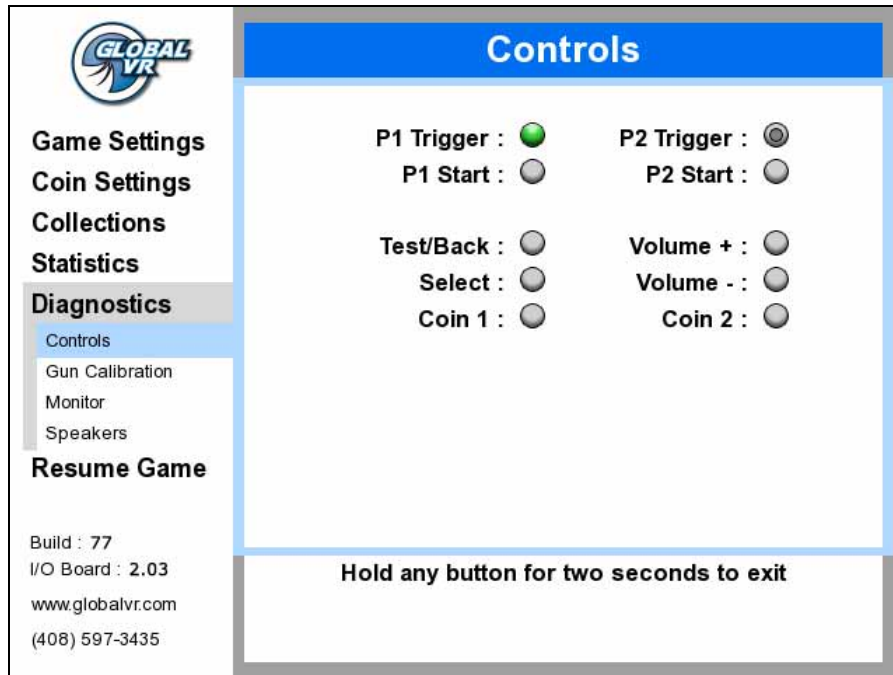 GLOBAL
VR
Game Settings
Coin Settings
Collections
Statistics
Diagnostics
Controls
Gun Calibration
Monitor
Speakers
Resume Game
Build : 77
I/O Board : 2.03
www.globalvr.com
(408) 597-3435
Controls
P1 Trigger : P2 Trigger :
P1 Start : P2 Start :
Test/Back : Volume + :
Select : Volume - :
Coin 1 : Coin 2 :
Hold any button for two seconds to exit